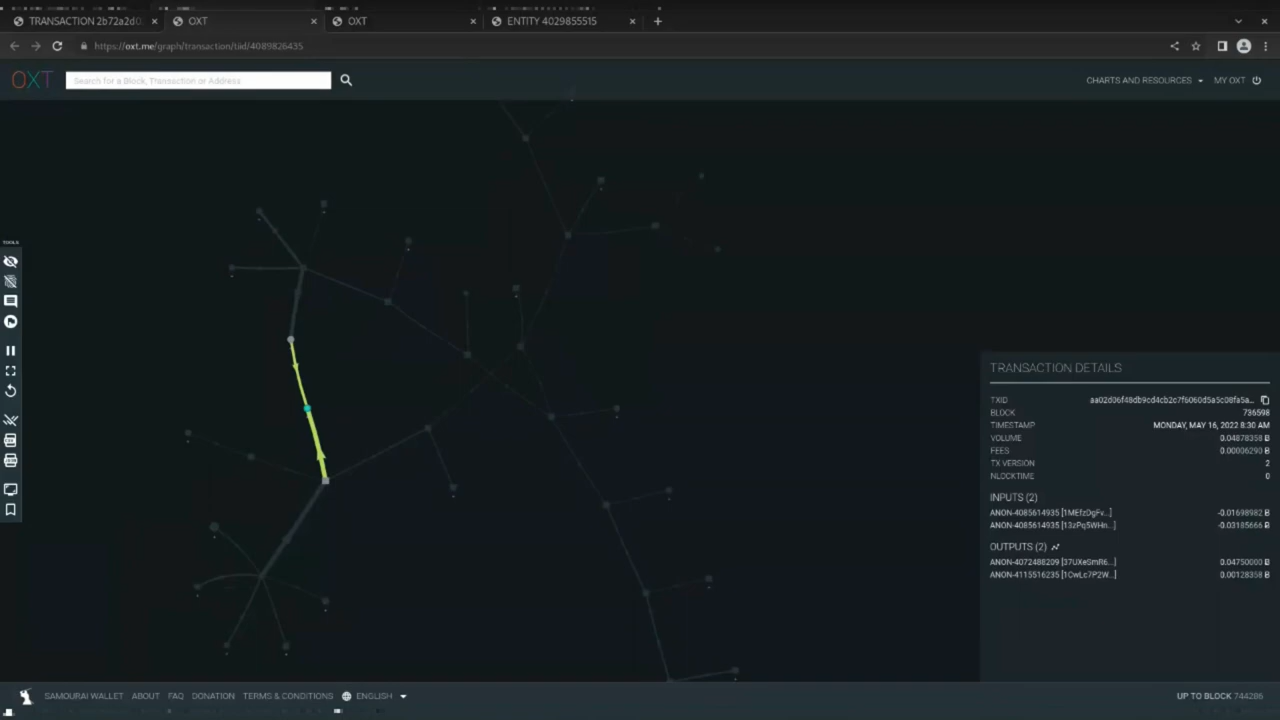 TRANSACTION 2b72a2d0
OXT
OXT
ENTITY 4029855515
https://oxt.me/graph/transaction/tiid/4089826435
OXT
Search for a Block, Transaction or Address
CHARTS AND RESOURCES
MY OXT
TOOLS
TRANSACTION DETAILS
TXID aa02d06f48db9cd4cb2c7f6060d5a5c08fa5a...
BLOCK 736598
TIMESTAMP MONDAY, MAY 16, 2022 8:30 AM
VOLUME 0.04878358 B
FEES 0.00006290 B
TX VERSION 2
NLOCKTIME 0
INPUTS (2)
ANON-4085614935 [1MEfzDgFv...] -0.01698982 B
ANON-4085614935 [13zPq5WHn...] -0.03185666 B
OUTPUTS (2)
ANON-4072488209 [37UXeSmR6...] 0.04750000 B
ANON-4115516235 [1CwLc7P2W...] 0.00128358 B
SAMOURAI WALLET ABOUT FAQ DONATION TERMS & CONDITIONS ENGLISH
UP TO BLOCK 744286